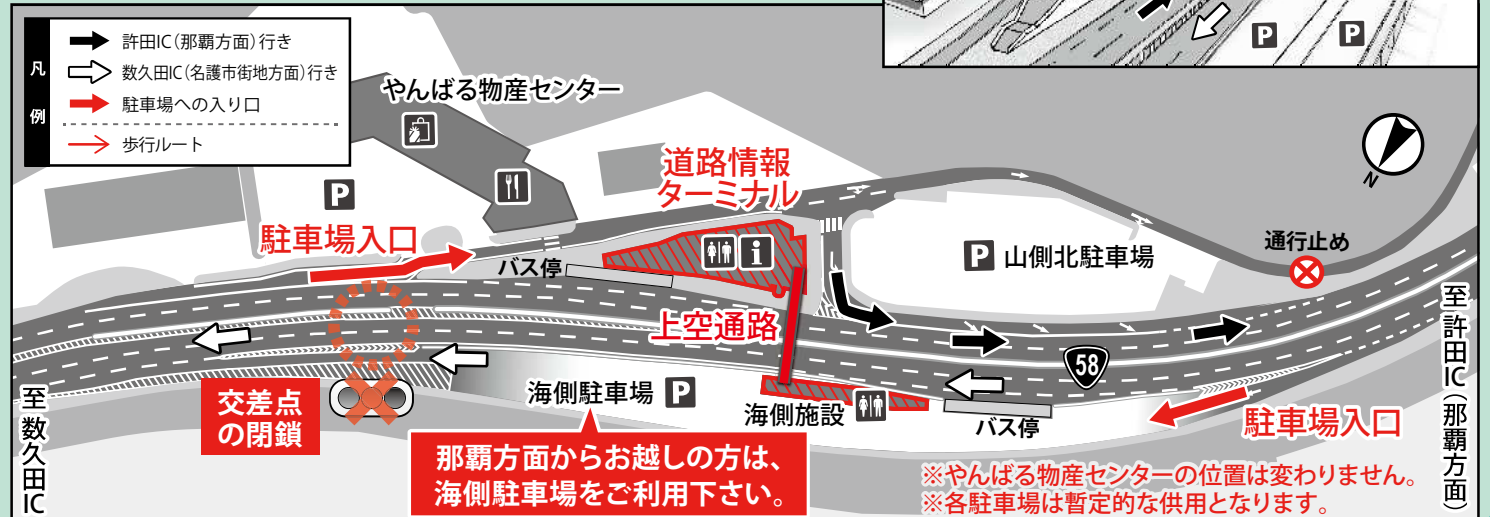 凡例
許田IC(那覇方面)行き
数久田IC(名護市街地方面)行き
駐車場への入り口
歩行ルート
P
P
やんばる物産センター
P
駐車場入口
道路情報
ターミナル
i
バス停
P 山側北駐車場
通行止め
N
上空通路
58
至許田IC(那覇方面)
至数久田IC
交差点
の閉鎖
海側駐車場 P
海側施設
バス停
駐車場入口
那覇方面からお越しの方は、
海側駐車場をご利用下さい。
※やんばる物産センターの位置は変わりません。
※各駐車場は暫定的な供用となります。